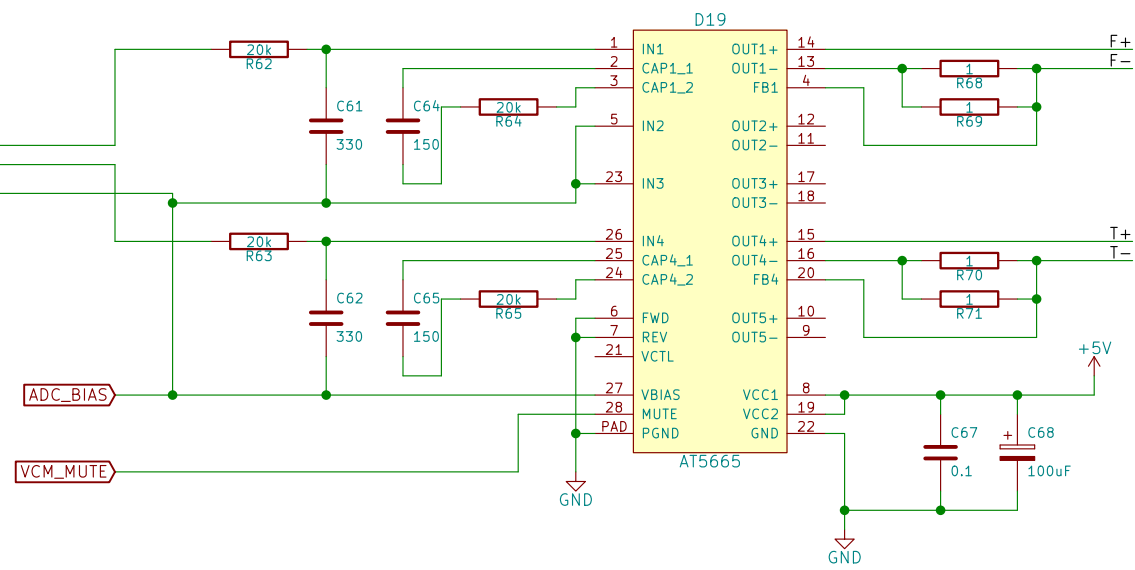 D19
20k
R62
C61
330
C64
150
20k
R64
1 IN1
2 CAP1_1
3 CAP1_2
5 IN2
23 IN3
26 IN4
25 CAP4_1
24 CAP4_2
6 FWD
7 REV
21 VCTL
27 VBIAS
28 MUTE
PAD PGND
OUT1+ 14
OUT1− 13
FB1 4
OUT2+ 12
OUT2− 11
OUT3+ 17
OUT3− 18
OUT4+ 15
OUT4− 16
FB4 20
OUT5+ 10
OUT5− 9
VCC1 8
VCC2 19
GND 22
AT5665
F+
F−
1
R68
1
R69
20k
R63
C62
330
C65
150
20k
R65
T+
T−
1
R70
1
R71
+5V
ADC_BIAS
VCM_MUTE
GND
C67
0.1
+
C68
100uF
GND